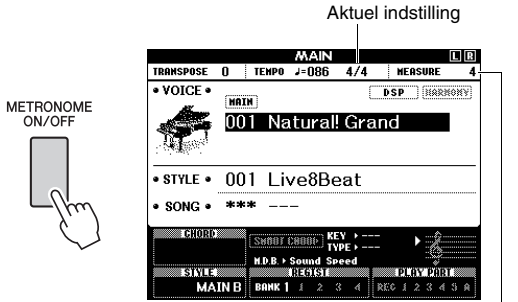 Aktuel indstilling
MAIN L R
TRANSPOSE 0 TEMPO ♩=086 4/4 MEASURE 4
VOICE DSP HARMONY
MAIN
METRONOME
ON/OFF
001 Natural! Grand
STYLE 001 Live8Beat
SONG *** ---
CHORD SMART CHORD KEY ---
TYPE ---
M.D.B. Sound Speed
STYLE REGIST PLAY PART
MAIN B BANK 1 1 2 3 4 REC 1 2 3 4 5 A